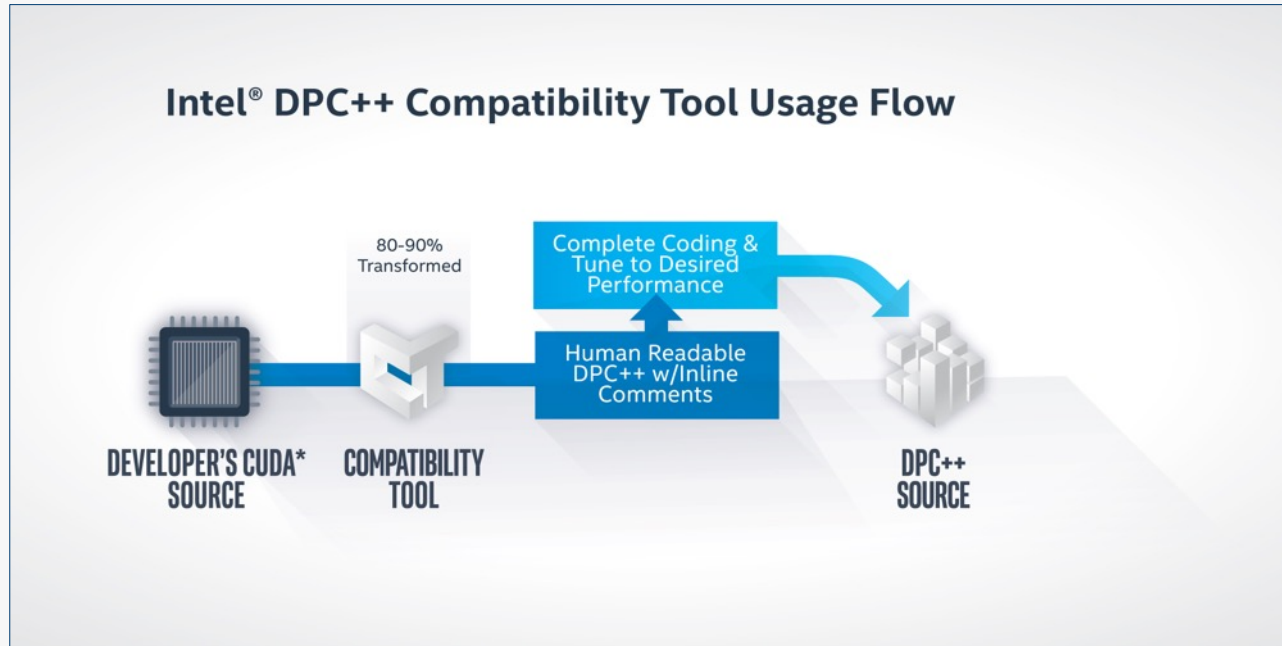 Intel® DPC++ Compatibility Tool Usage Flow
80-90%
Transformed
Complete Coding &
Tune to Desired
Performance
Human Readable
DPC++ w/Inline
Comments
DEVELOPER'S CUDA*
SOURCE
COMPATIBILITY
TOOL
DPC++
SOURCE